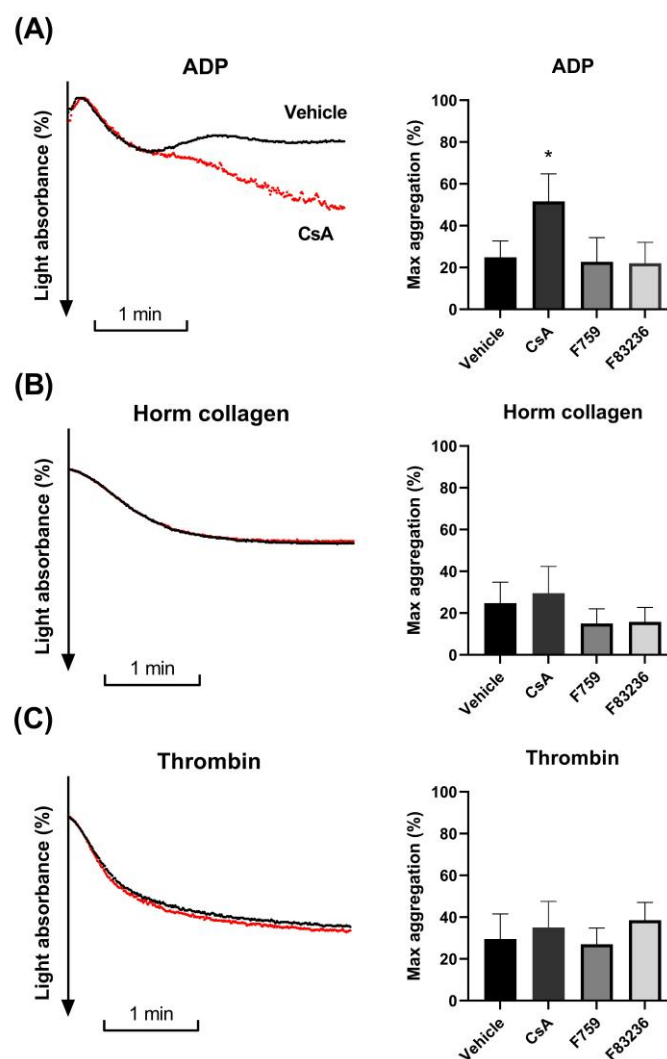 (A)
ADP
Light absorbance (%)
Vehicle
CsA
1 min
ADP
Max aggregation (%)
100
80
60
40
20
0
*
Vehicle
CsA
F759
F83236
(B)
Horm collagen
Light absorbance (%)
1 min
Horm collagen
Max aggregation (%)
100
80
60
40
20
0
Vehicle
CsA
F759
F83236
(C)
Thrombin
Light absorbance (%)
1 min
Thrombin
Max aggregation (%)
100
80
60
40
20
0
Vehicle
CsA
F759
F83236